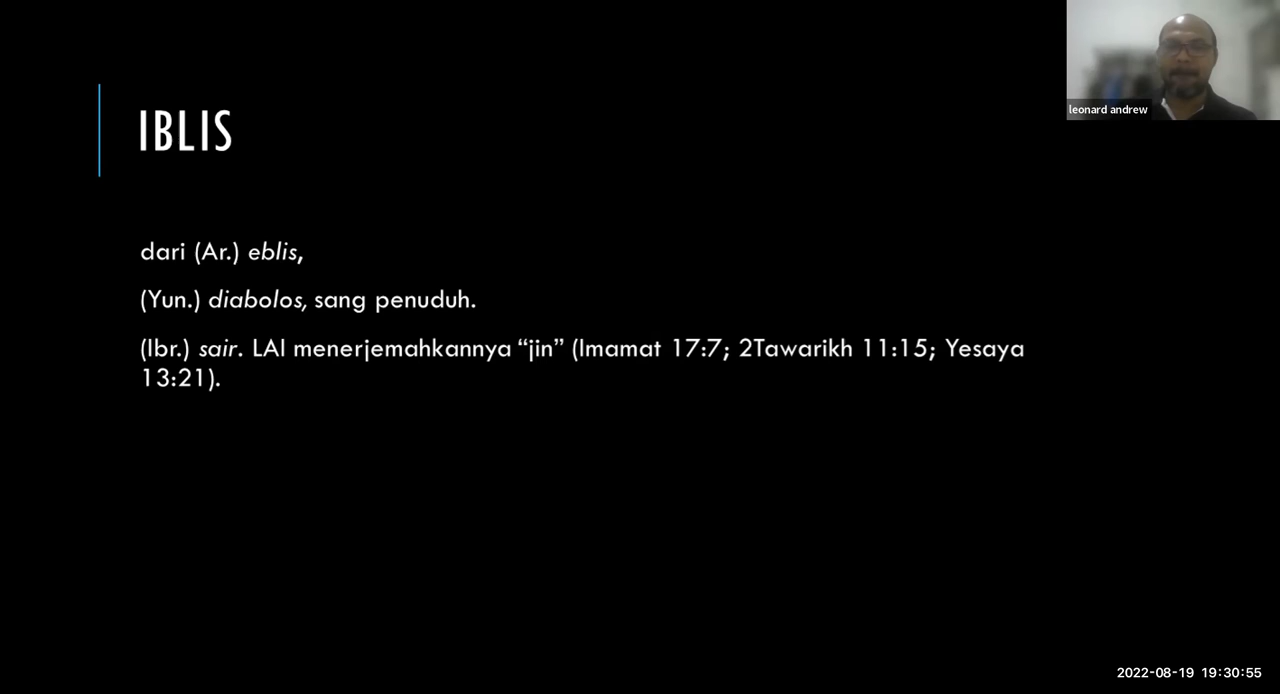 leonard andrew
IBLIS
dari (Ar.) eblis,
(Yun.) diabolos, sang penuduh.
(Ibr.) sair. LAI menerjemahkannya “jin” (Imamat 17:7; 2Tawarikh 11:15; Yesaya
13:21).
2022-08-19 19:30:55